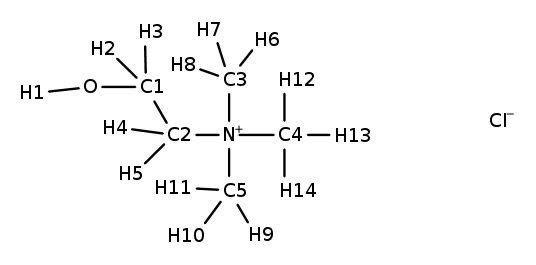 H7
H3 H6
H2
H8
C3 H12
H1 O C1
Cl⁻
H4 C2 N⁺ C4 H13
H5
H11 C5 H14
H10 H9